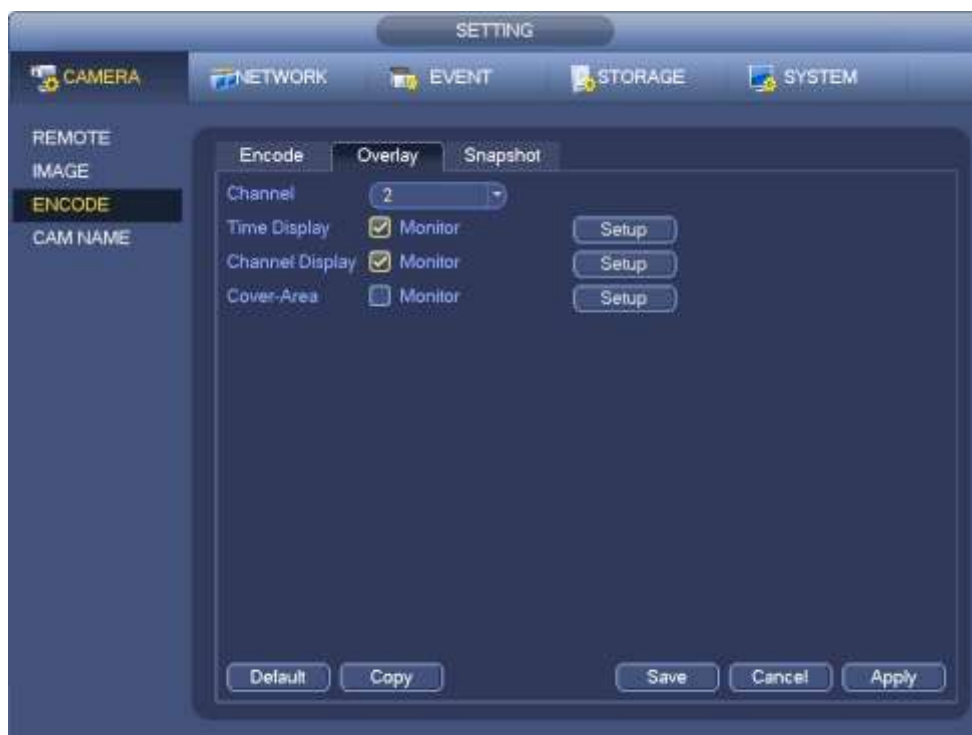 SETTING
CAMERA NETWORK EVENT STORAGE SYSTEM
REMOTE
IMAGE
ENCODE
CAM NAME
Encode Overlay Snapshot
Channel 2
Time Display Monitor Setup
Channel Display Monitor Setup
Cover-Area Monitor Setup
Default Copy Save Cancel Apply